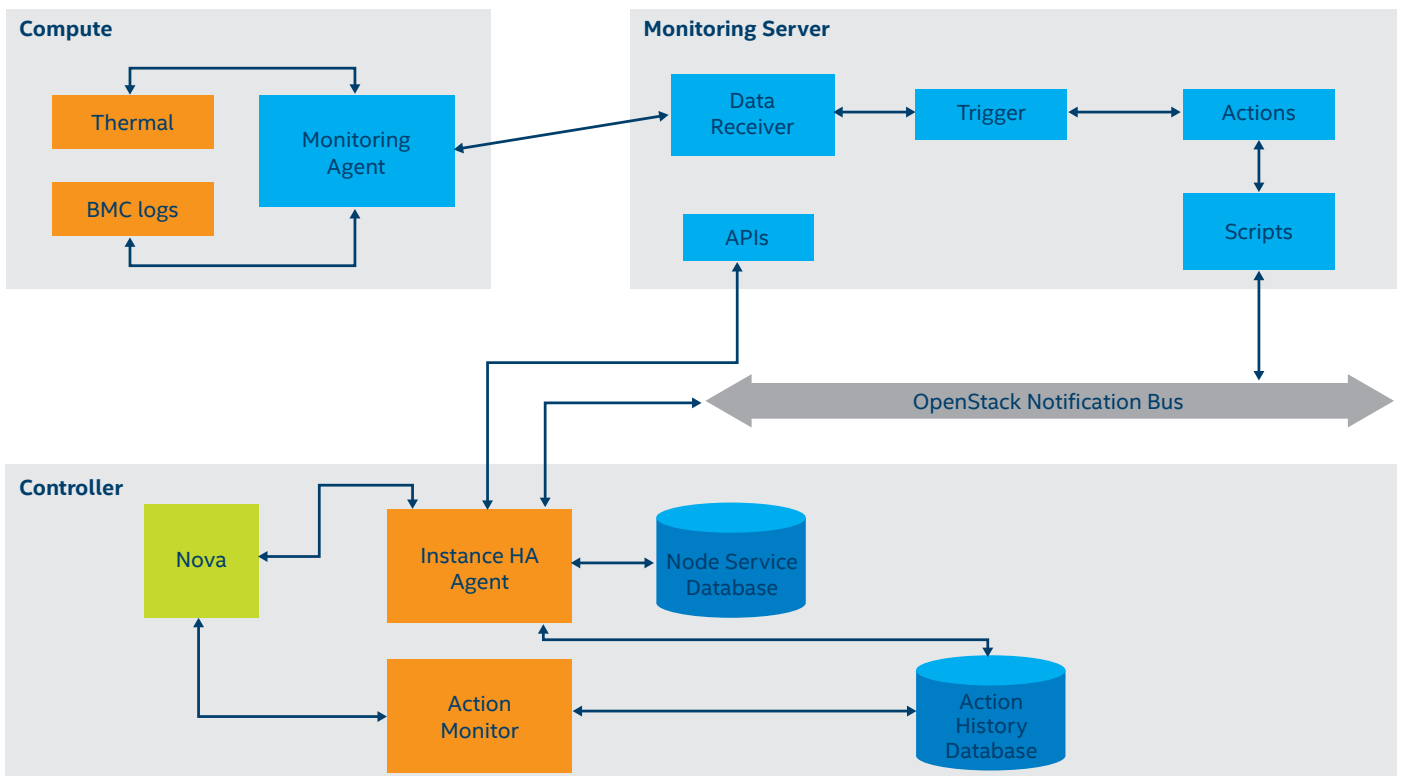 Compute
Thermal
BMC logs
Monitoring
Agent
Monitoring Server
Data
Receiver
Trigger
Actions
APIs
Scripts
OpenStack Notification Bus
Controller
Nova
Instance HA
Agent
Node Service
Database
Action
Monitor
Action
History
Database